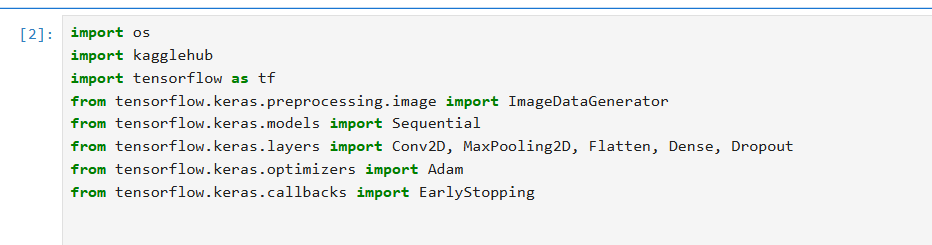 [2]:
import os
import kagglehub
import tensorflow as tf
from tensorflow.keras.preprocessing.image import ImageDataGenerator
from tensorflow.keras.models import Sequential
from tensorflow.keras.layers import Conv2D, MaxPooling2D, Flatten, Dense, Dropout
from tensorflow.keras.optimizers import Adam
from tensorflow.keras.callbacks import EarlyStopping